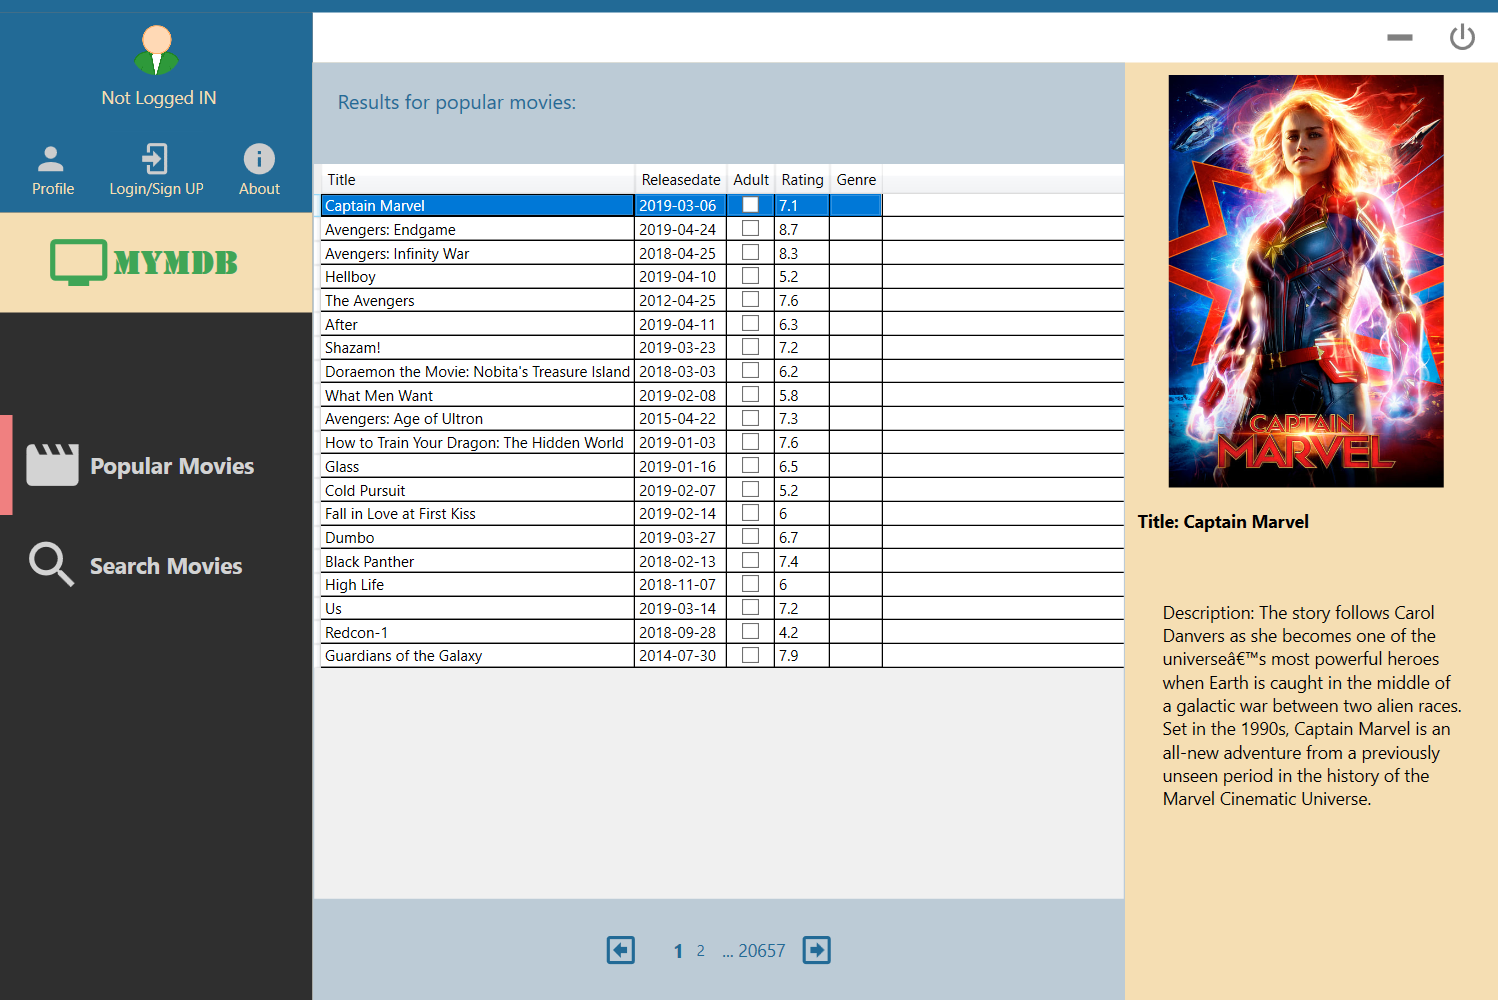 Not Logged IN
Profile
Login/Sign UP
About
MYMDB
Popular Movies
Search Movies
Results for popular movies:
Title Releasedate Adult Rating Genre
Captain Marvel 2019-03-06 7.1
Avengers: Endgame 2019-04-24 8.7
Avengers: Infinity War 2018-04-25 8.3
Hellboy 2019-04-10 5.2
The Avengers 2012-04-25 7.6
After 2019-04-11 6.3
Shazam! 2019-03-23 7.2
Doraemon the Movie: Nobita's Treasure Island 2018-03-03 6.2
What Men Want 2019-02-08 5.8
Avengers: Age of Ultron 2015-04-22 7.3
How to Train Your Dragon: The Hidden World 2019-01-03 7.6
Glass 2019-01-16 6.5
Cold Pursuit 2019-02-07 5.2
Fall in Love at First Kiss 2019-02-14 6
Dumbo 2019-03-27 6.7
Black Panther 2018-02-13 7.4
High Life 2018-11-07 6
Us 2019-03-14 7.2
Redcon-1 2018-09-28 4.2
Guardians of the Galaxy 2014-07-30 7.9
1 2 ... 20657
CAPTAIN
MARVEL
Title: Captain Marvel
Description: The story follows Carol
Danvers as she becomes one of the
universeâ€™s most powerful heroes
when Earth is caught in the middle of
a galactic war between two alien races.
Set in the 1990s, Captain Marvel is an
all-new adventure from a previously
unseen period in the history of the
Marvel Cinematic Universe.